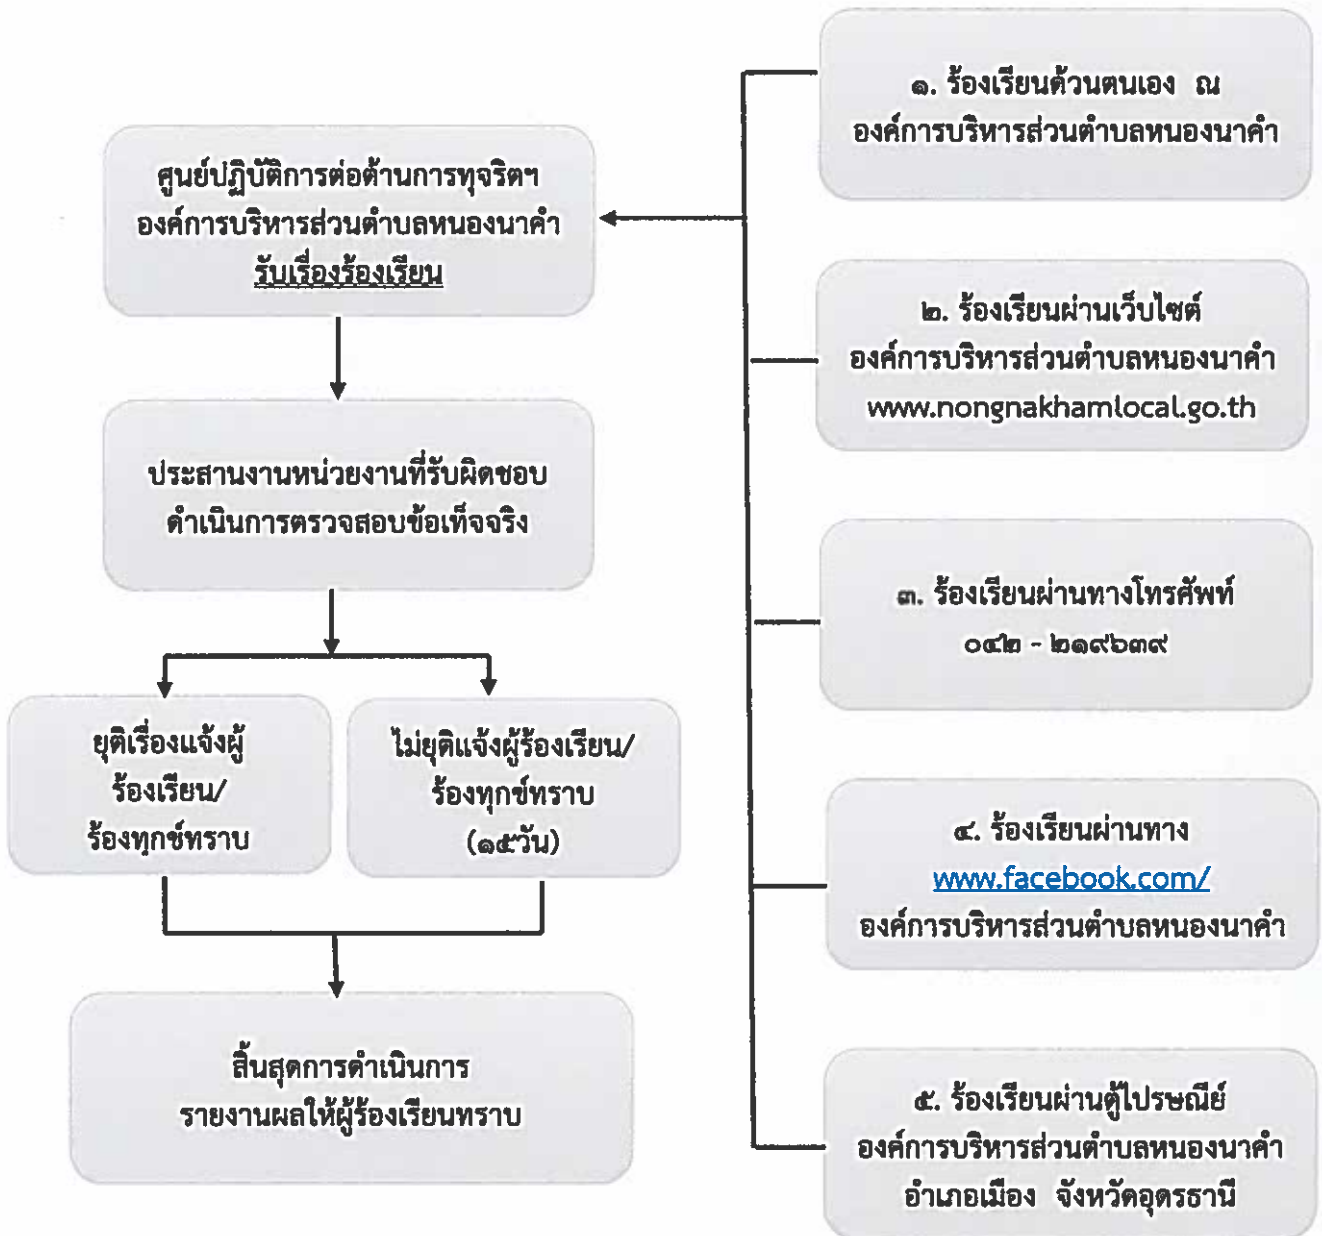 ๑. ร้องเรียนด้วนตนเอง ณ
องค์การบริหารส่วนตำบลหนองนาคำ
ศูนย์ปฏิบัติการต่อต้านการทุจริตฯ
องค์การบริหารส่วนตำบลหนองนาคำ
รับเรื่องร้องเรียน
๒. ร้องเรียนผ่านเว็บไซต์
องค์การบริหารส่วนตำบลหนองนาคำ
www.nongnakhamlocal.go.th
ประสานงานหน่วยงานที่รับผิดชอบ
ดำเนินการตรวจสอบข้อเท็จจริง
๓. ร้องเรียนผ่านทางโทรศัพท์
๐๔๒ - ๒๑๙๖๓๙
ยุติเรื่องแจ้งผู้
ร้องเรียน/
ร้องทุกข์ทราบ
ไม่ยุติแจ้งผู้ร้องเรียน/
ร้องทุกข์ทราบ
(๑๕วัน)
๔. ร้องเรียนผ่านทาง
www.facebook.com/
องค์การบริหารส่วนตำบลหนองนาคำ
สิ้นสุดการดำเนินการ
รายงานผลให้ผู้ร้องเรียนทราบ
๕. ร้องเรียนผ่านตู้ไปรษณีย์
องค์การบริหารส่วนตำบลหนองนาคำ
อำเภอเมือง จังหวัดอุดรธานี